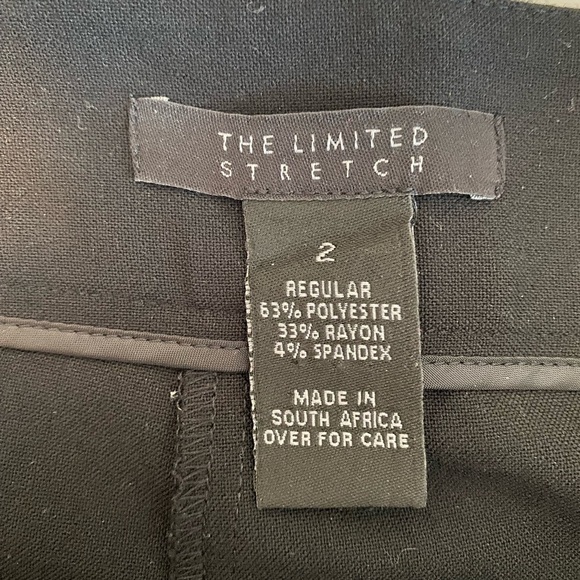 THE LIMITED
STRETCH
2
REGULAR
63% POLYESTER
33% RAYON
4% SPANDEX
MADE IN
SOUTH AFRICA
OVER FOR CARE